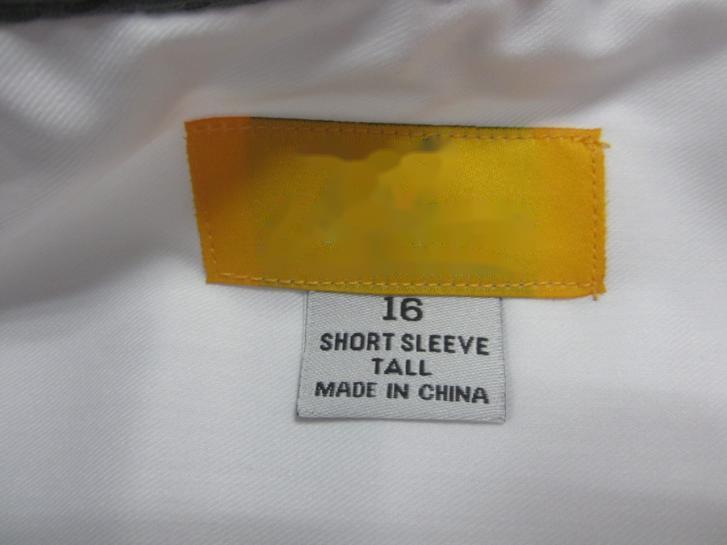 16
SHORT SLEEVE
TALL
MADE IN CHINA